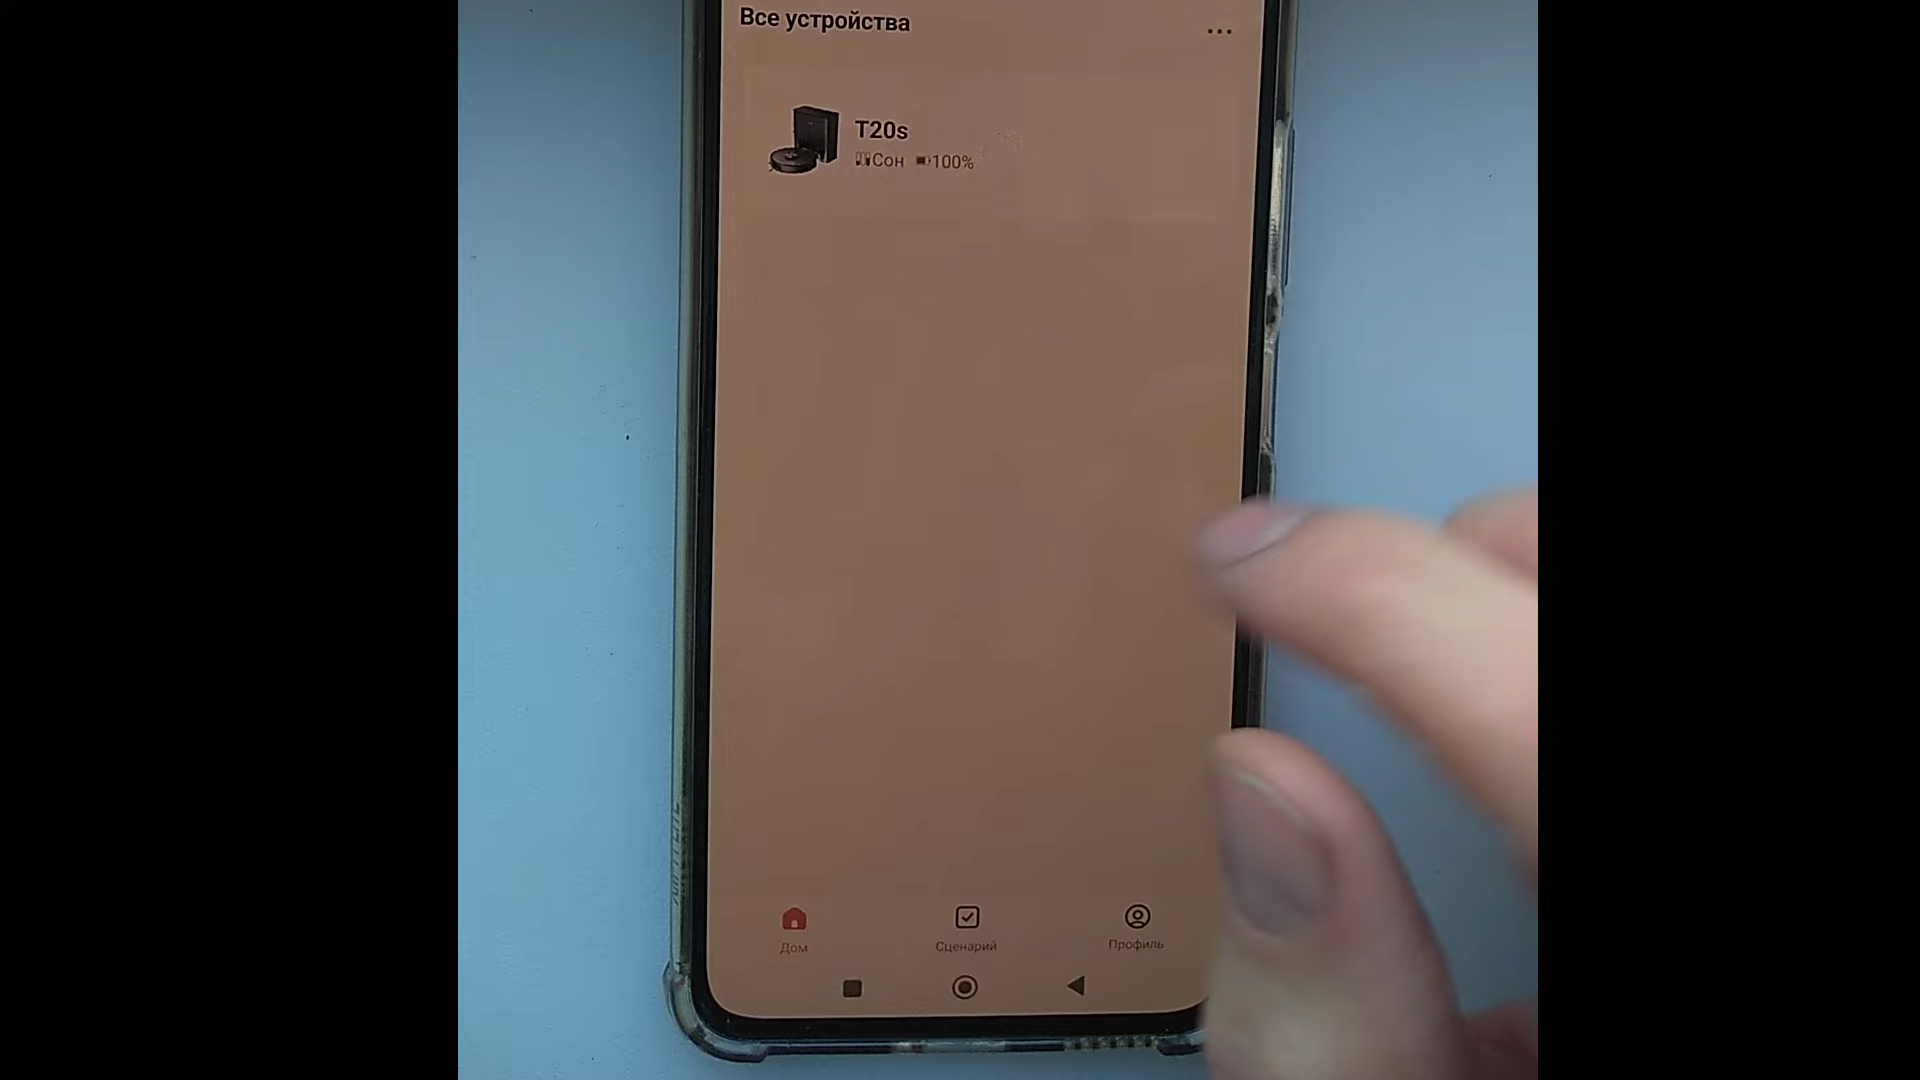 Все устройства
T20s
Сон 100%
Дом
Сценарий
Профиль